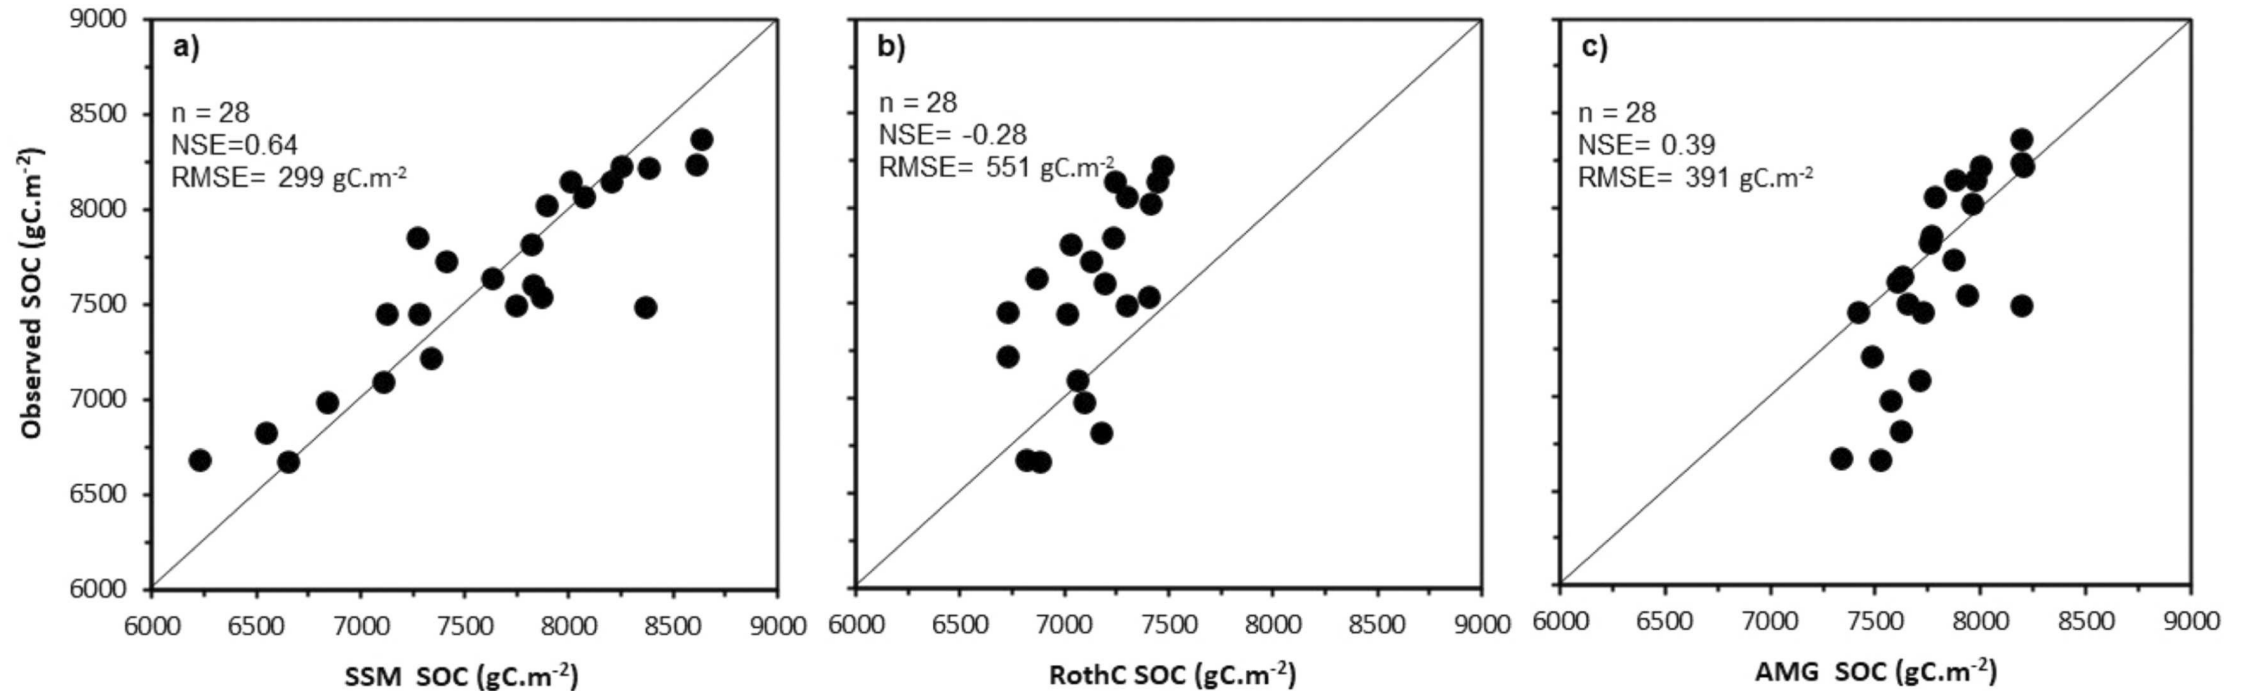 Observed SOC (gC.m-2)
9000
8500
8000
7500
7000
6500
6000
a)
n = 28
NSE=0.64
RMSE= 299 gC.m-2
6000 6500 7000 7500 8000 8500 9000
SSM SOC (gC.m-2)
b)
n = 28
NSE= -0.28
RMSE= 551 gC.m-2
6000 6500 7000 7500 8000 8500 9000
RothC SOC (gC.m-2)
c)
n = 28
NSE= 0.39
RMSE= 391 gC.m-2
6000 6500 7000 7500 8000 8500 9000
AMG SOC (gC.m-2)